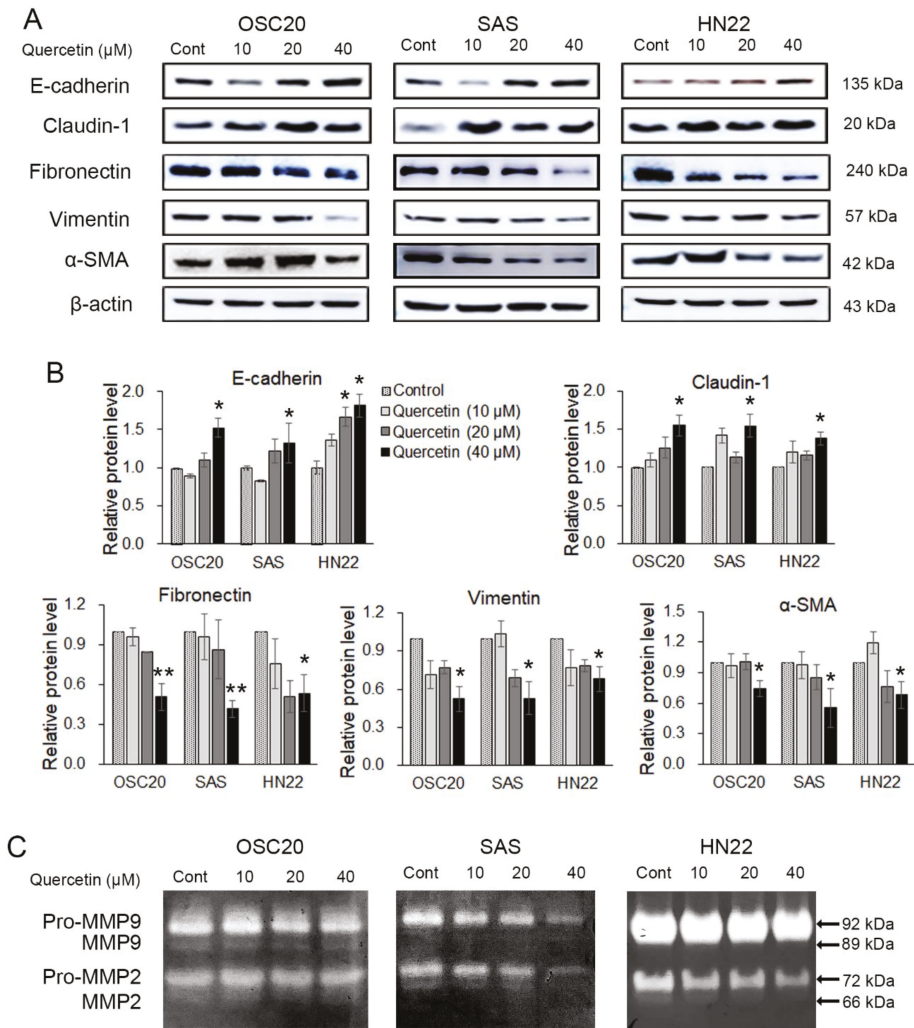 A
OSC20 SAS HN22
Quercetin (µM) Cont 10 20 40 Cont 10 20 40 Cont 10 20 40
E-cadherin 135 kDa
Claudin-1 20 kDa
Fibronectin 240 kDa
Vimentin 57 kDa
α-SMA 42 kDa
β-actin 43 kDa
B
E-cadherin
Relative protein level
2.0
1.5
1.0
0.5
0.0
* * * *
OSC20 SAS HN22
Control
Quercetin (10 µM)
Quercetin (20 µM)
Quercetin (40 µM)
Claudin-1
Relative protein level
2.0
1.5
1.0
0.5
0.0
* * *
OSC20 SAS HN22
Fibronectin
Relative protein level
1.2
0.9
0.6
0.3
0.0
** ** *
OSC20 SAS HN22
Vimentin
Relative protein level
1.2
0.9
0.6
0.3
0.0
* * *
OSC20 SAS HN22
α-SMA
Relative protein level
1.5
1.2
0.9
0.6
0.3
0.0
* * *
OSC20 SAS HN22
C
OSC20 SAS HN22
Quercetin (µM) Cont 10 20 40 Cont 10 20 40 Cont 10 20 40
Pro-MMP9 92 kDa
MMP9 89 kDa
Pro-MMP2 72 kDa
MMP2 66 kDa